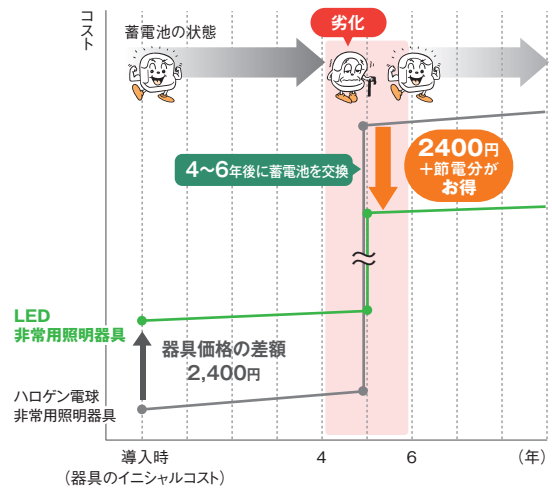 コスト
蓄電池の状態
劣化
4〜6年後に蓄電池を交換
2400円
＋節電分が
お得
LED
非常用照明器具
器具価格の差額
2,400円
ハロゲン電球
非常用照明器具
導入時
（器具のイニシャルコスト）
4
6
（年）